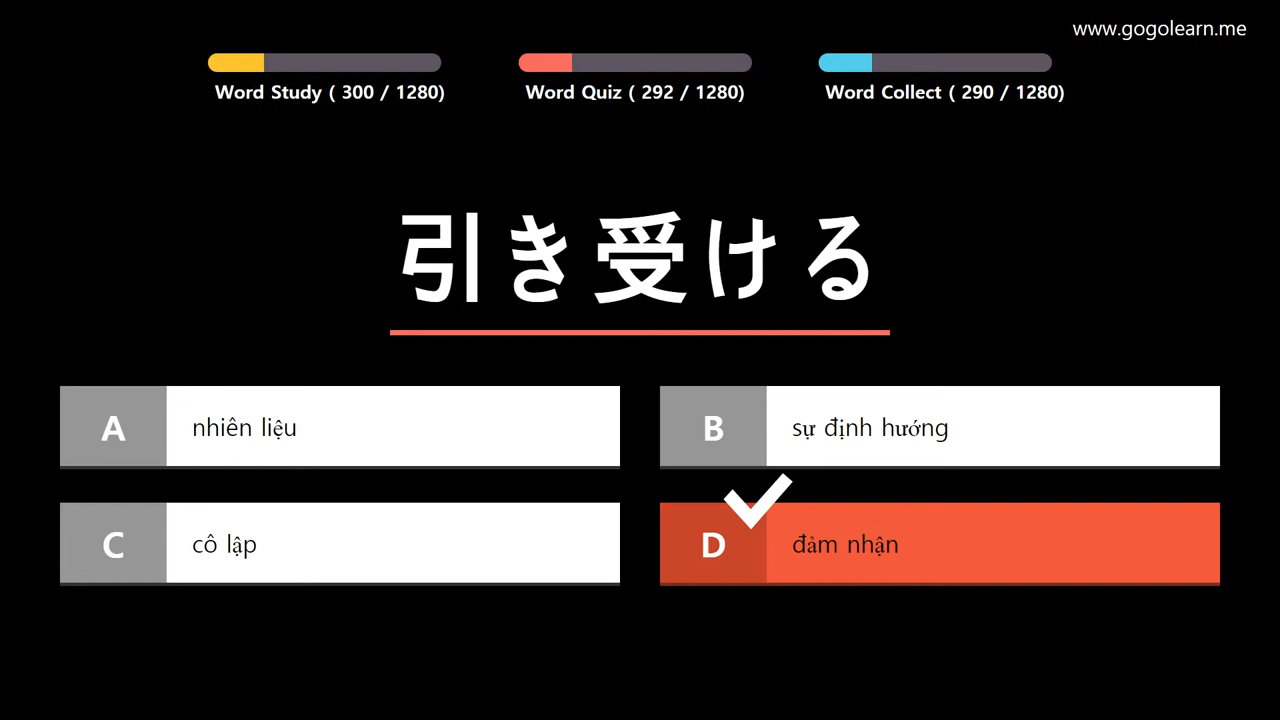 www.gogolearn.me
Word Study ( 300 / 1280)
Word Quiz ( 292 / 1280)
Word Collect ( 290 / 1280)
引き受ける
A nhiên liệu
B sự định hướng
C cô lập
D đảm nhận